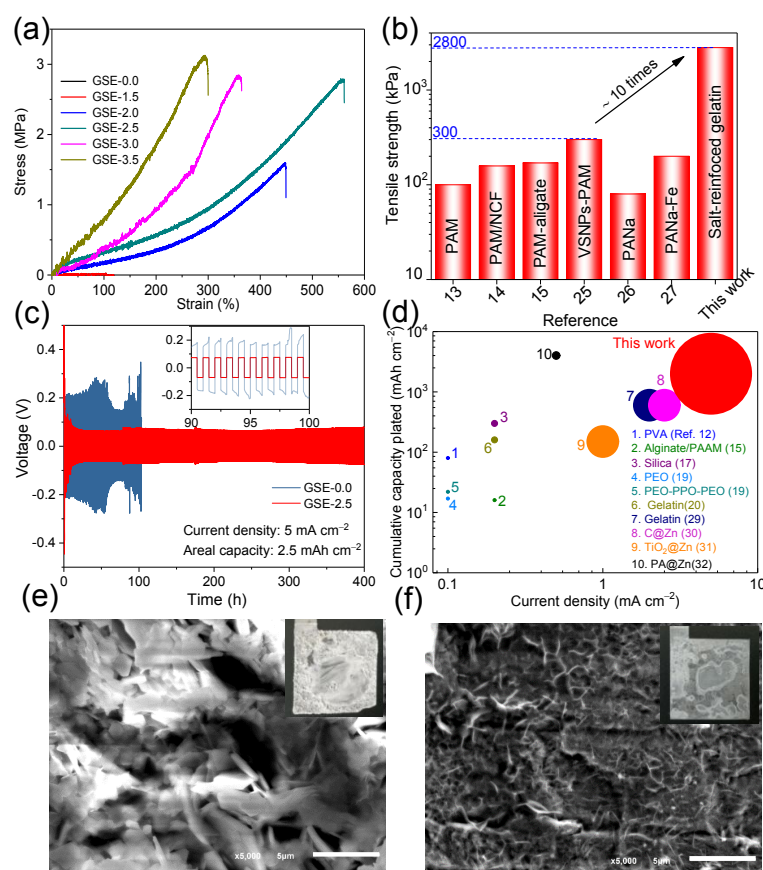 (a)
GSE-0.0
GSE-1.5
GSE-2.0
GSE-2.5
GSE-3.0
GSE-3.5
3
2
1
0
Stress (MPa)
0 100 200 300 400 500 600
Strain (%)
(b)
2800
10³
300
10²
10
Tensile strength (kPa)
~ 10 times
PAM
PAM/NCF
PAM-aligate
VSNPs-PAM
PANa
PANa-Fe
Salt-reinfoced gelatin
13 14 15 25 26 27 This work
Reference
(c)
0.4
0.2
0.0
-0.2
-0.4
Voltage (V)
0.2
0.0
-0.2
90 95 100
GSE-0.0
GSE-2.5
Current density: 5 mA cm⁻²
Areal capacity: 2.5 mAh cm⁻²
0 100 200 300 400
Time (h)
(d)
10⁴
10³
10²
10¹
10⁰
Cumulative capacity plated (mAh cm⁻²)
This work
10
8
7
3
6
9
1
5
4
2
1. PVA (Ref. 12)
2. Alginate/PAAM (15)
3. Silica (17)
4. PEO (19)
5. PEO-PPO-PEO (19)
6. Gelatin(20)
7. Gelatin (29)
8. C@Zn (30)
9. TiO₂@Zn (31)
10. PA@Zn(32)
0.1 1 10
Current density (mA cm⁻²)
(e)
x5,000 5μm
(f)
x5,000 5μm